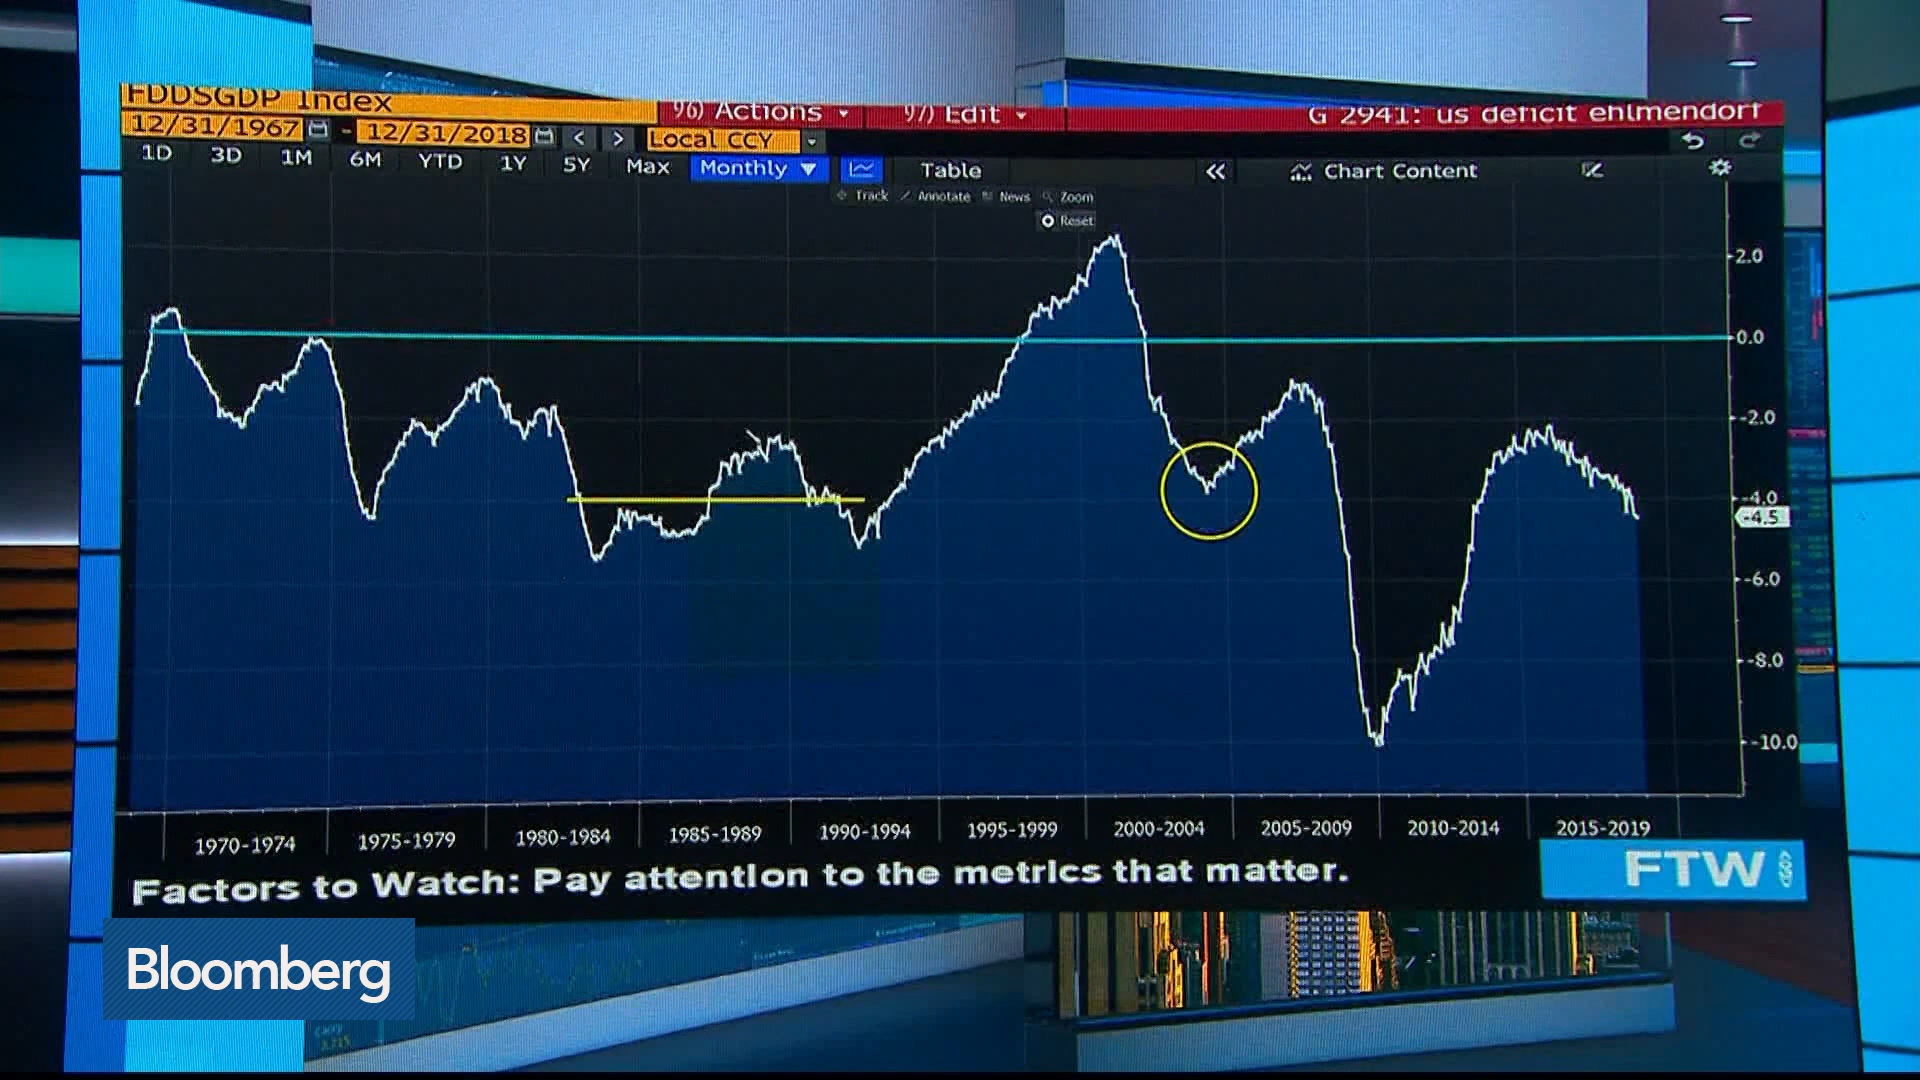 FDDSGDP Index
96) Actions
97) Edit
G 2941: us deficit ehlmendorf
12/31/1967 - 12/31/2018
Local CCY
1D 3D 1M 6M YTD 1Y 5Y Max Monthly
Table
Chart Content
Track Annotate News Zoom
Reset
2.0
0.0
-2.0
-4.0
-4.5
-6.0
-8.0
-10.0
1970-1974 1975-1979 1980-1984 1985-1989 1990-1994 1995-1999 2000-2004 2005-2009 2010-2014 2015-2019
Factors to Watch: Pay attention to the metrics that matter.
FTW
Bloomberg